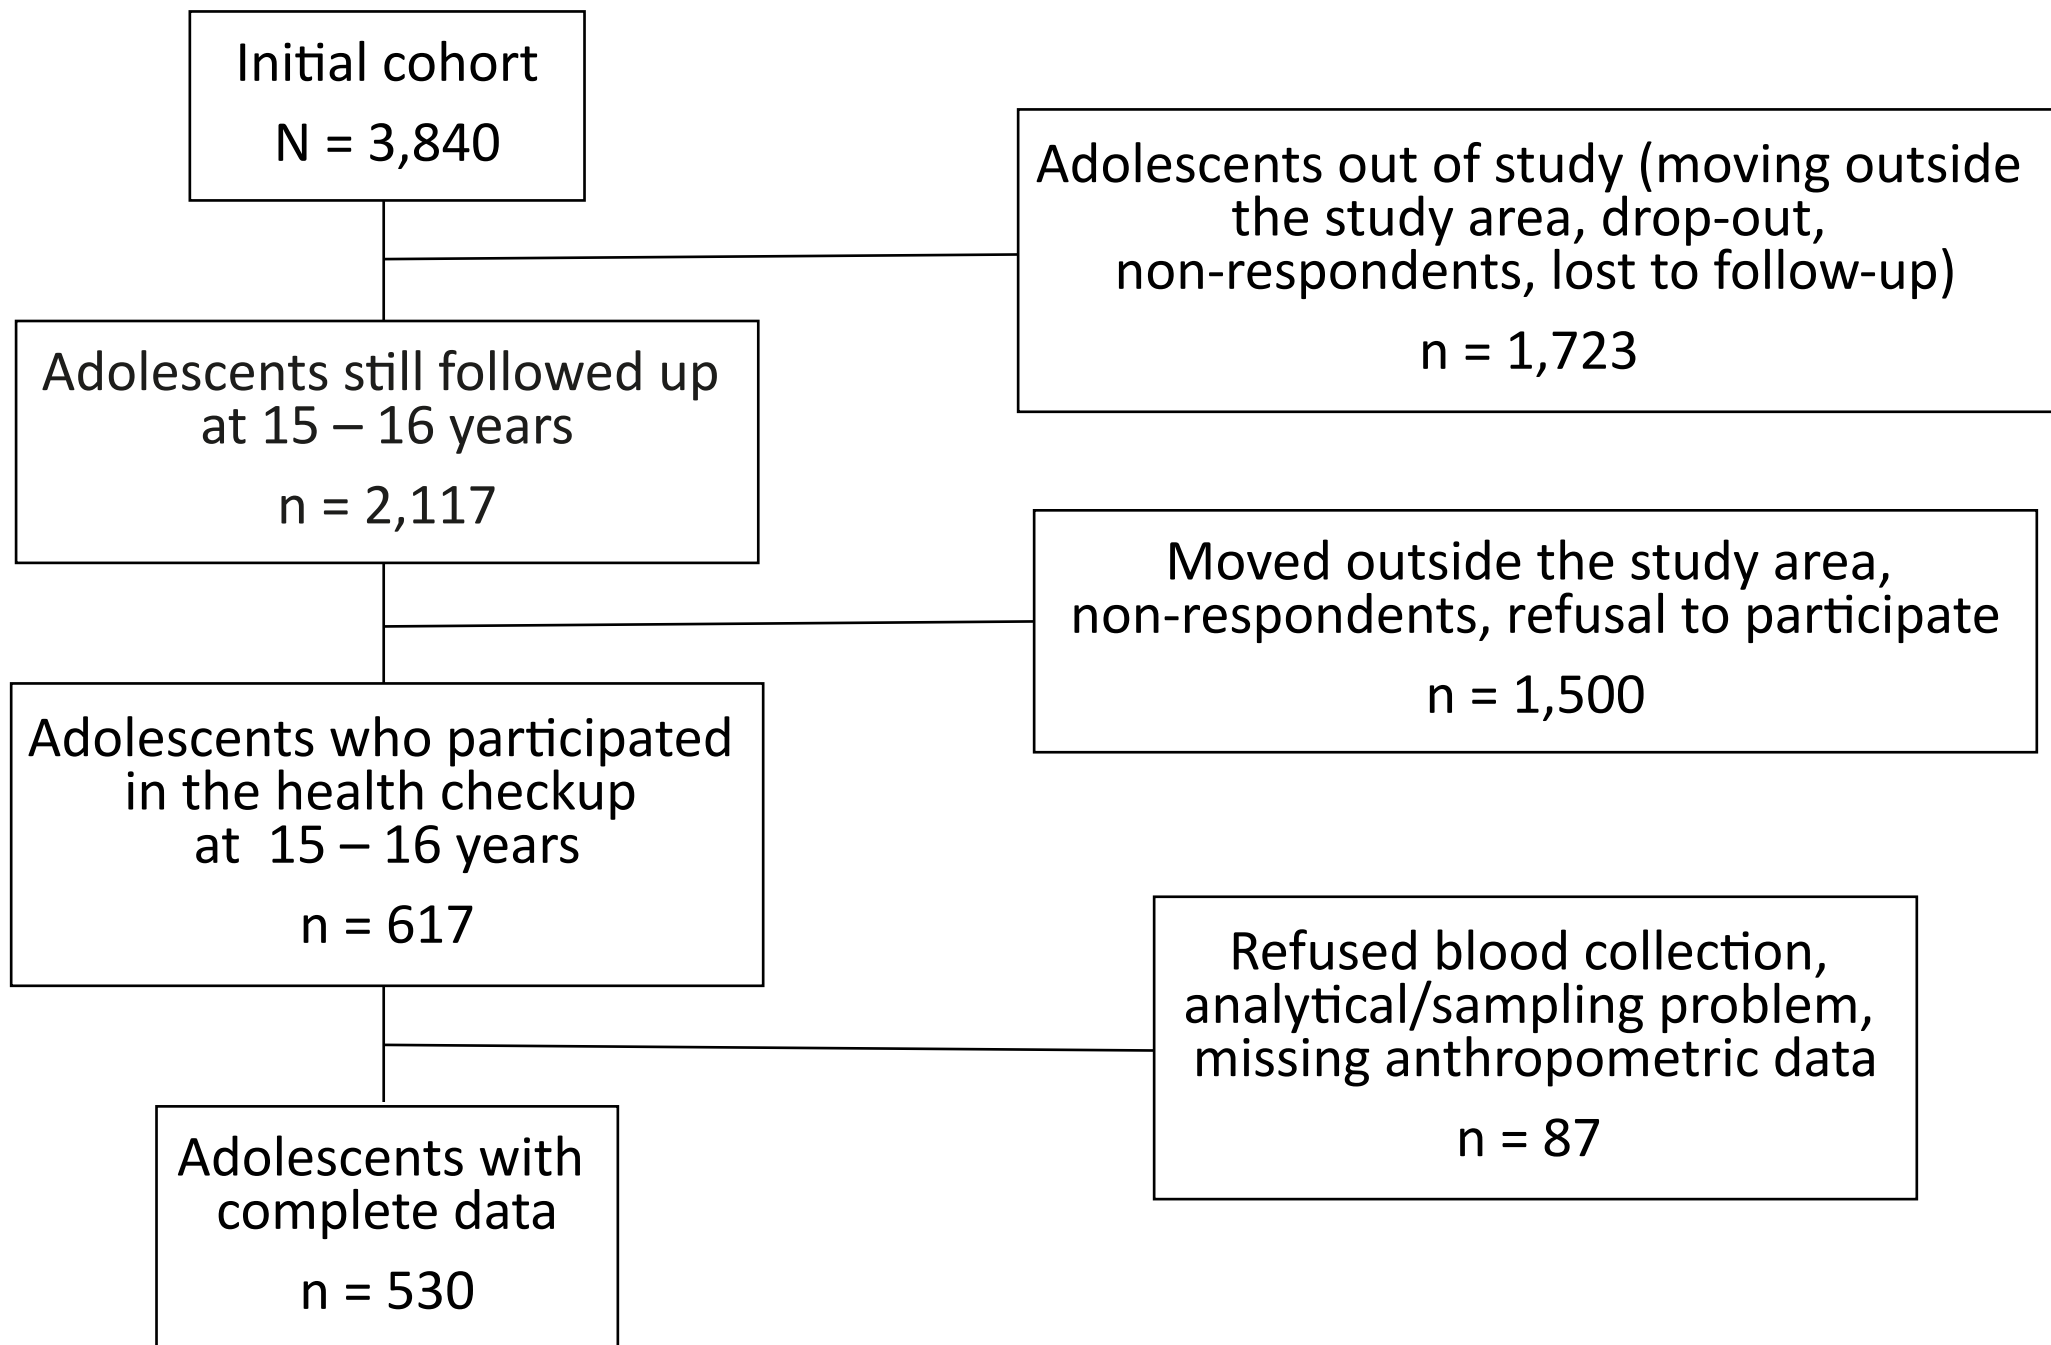 Initial cohort
N = 3,840
Adolescents out of study (moving outside
the study area, drop-out,
non-respondents, lost to follow-up)
n = 1,723
Adolescents still followed up
at 15 – 16 years
n = 2,117
Moved outside the study area,
non-respondents, refusal to participate
n = 1,500
Adolescents who participated
in the health checkup
at 15 – 16 years
n = 617
Refused blood collection,
analytical/sampling problem,
missing anthropometric data
n = 87
Adolescents with
complete data
n = 530